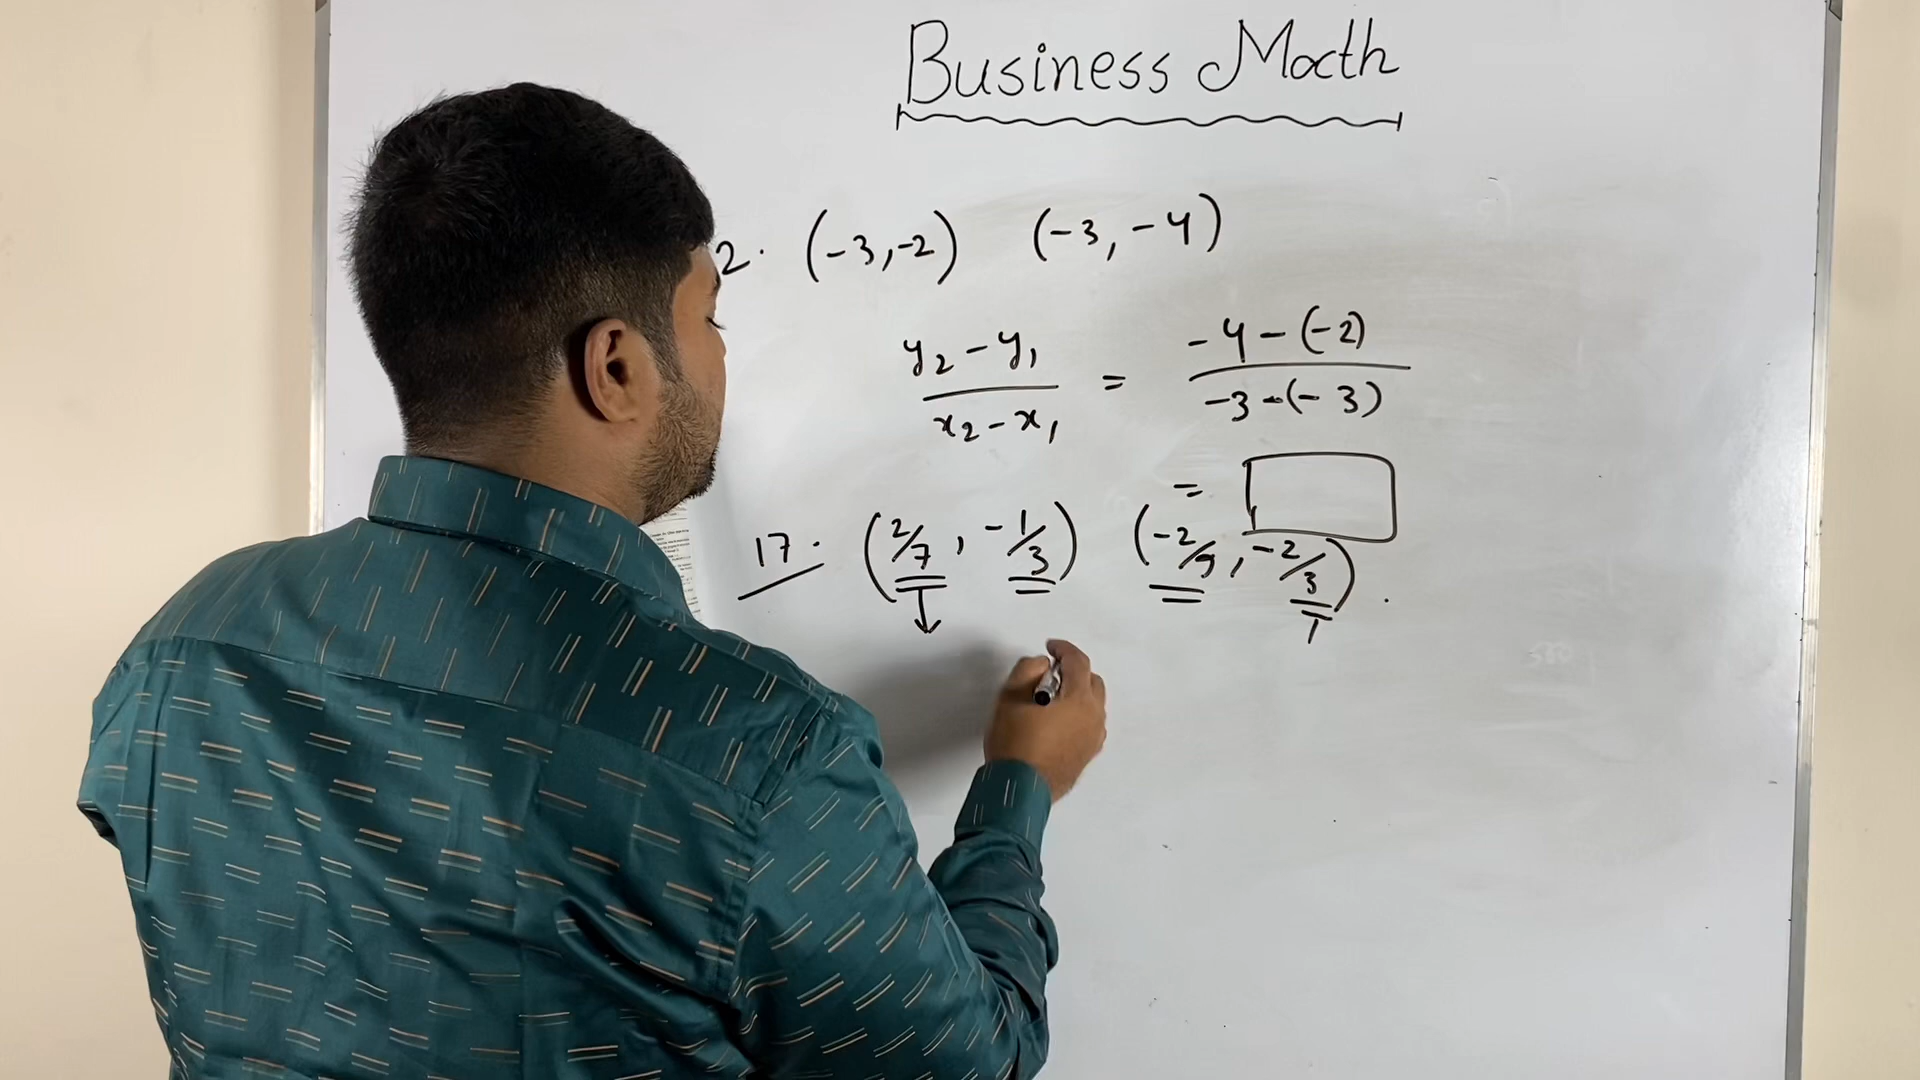 Business Math
2. (-3,-2) (-3,-4)
y₂-y₁ / x₂-x₁ = -4-(-2) / -3-(-3)
=
17. (2/7, -1/3) (-2/9, -2/3).